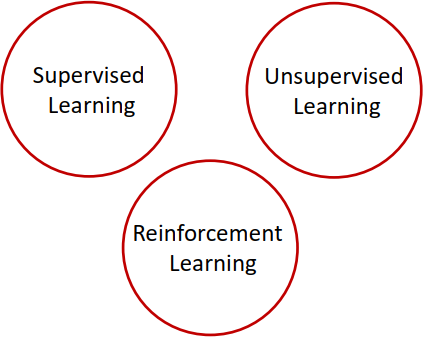 Supervised
Learning
Unsupervised
Learning
Reinforcement
Learning